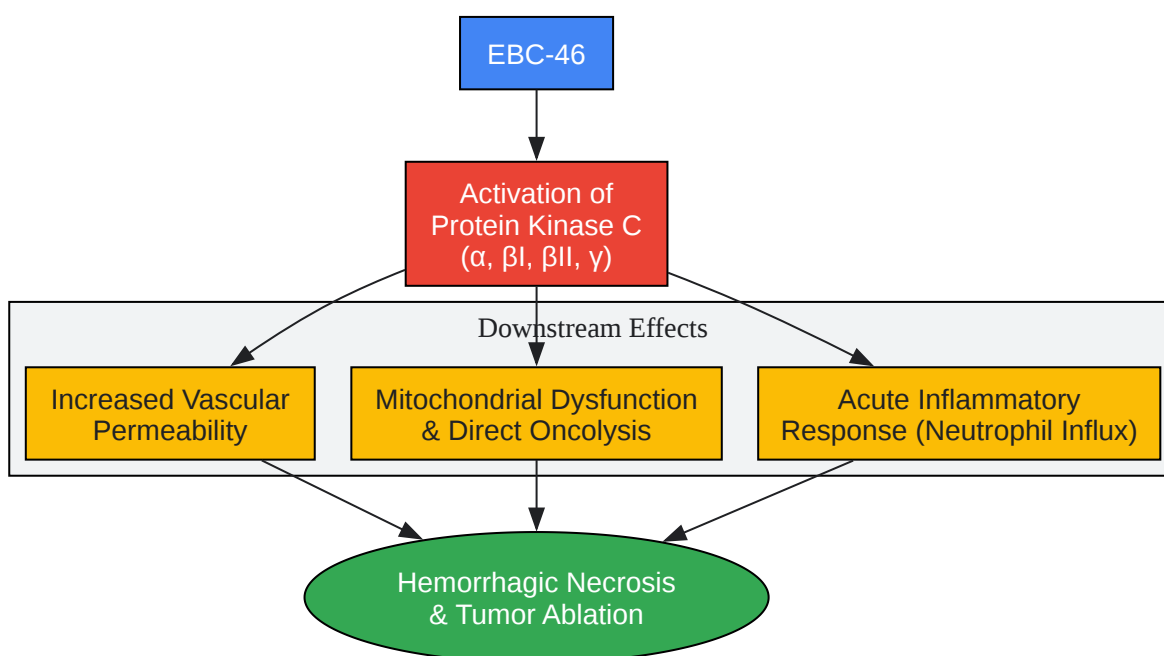 EBC-46
Activation of
Protein Kinase C
(α, βI, βII, γ)
Downstream Effects
Increased Vascular
Permeability
Mitochondrial Dysfunction
& Direct Oncolysis
Acute Inflammatory
Response (Neutrophil Influx)
Hemorrhagic Necrosis
& Tumor Ablation